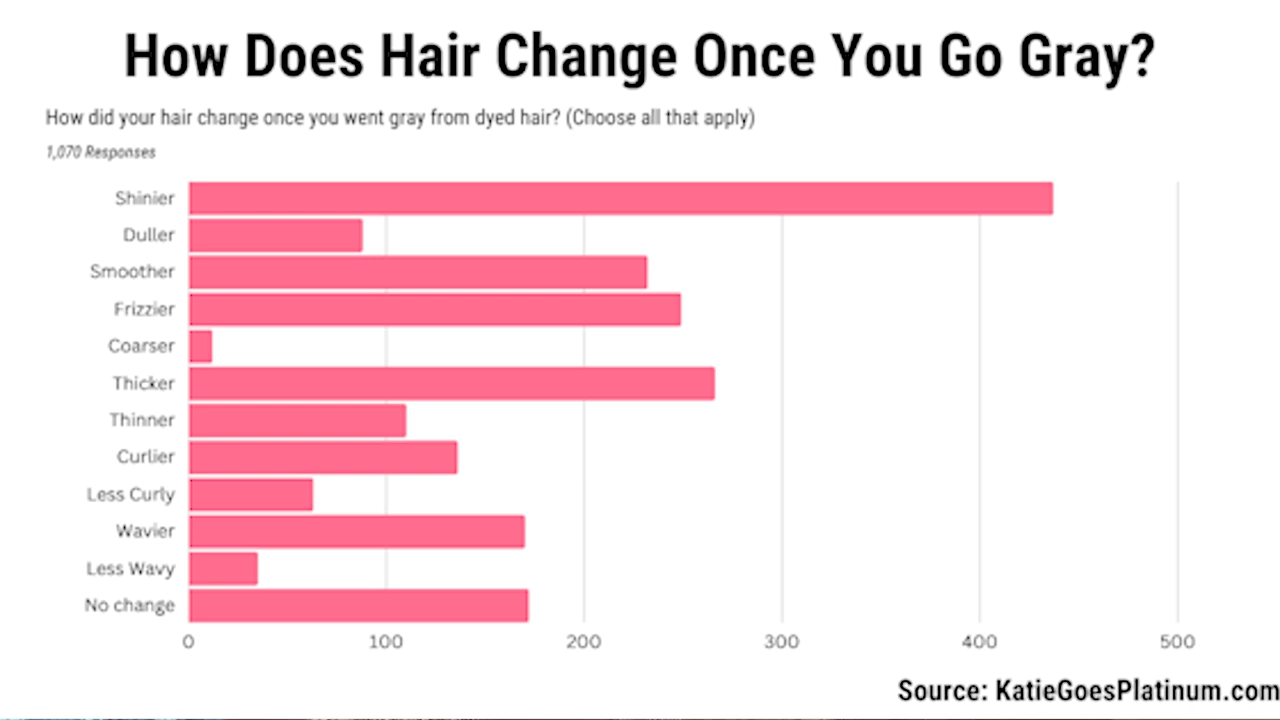 How Does Hair Change Once You Go Gray?
How did your hair change once you went gray from dyed hair? (Choose all that apply)
1,070 Responses
Shinier
Duller
Smoother
Frizzier
Coarser
Thicker
Thinner
Curlier
Less Curly
Wavier
Less Wavy
No change
0 100 200 300 400 500
Source: KatieGoesPlatinum.com